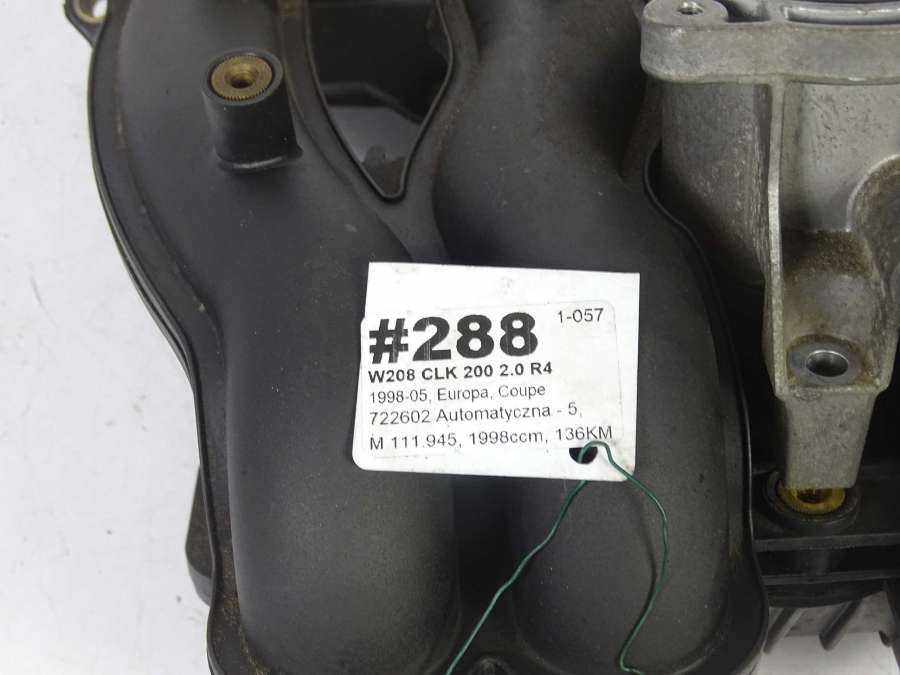 #288 1-057
W208 CLK 200 2.0 R4
1998-05, Europa, Coupe
722602 Automatyczna - 5,
M 111.945, 1998ccm, 136KM